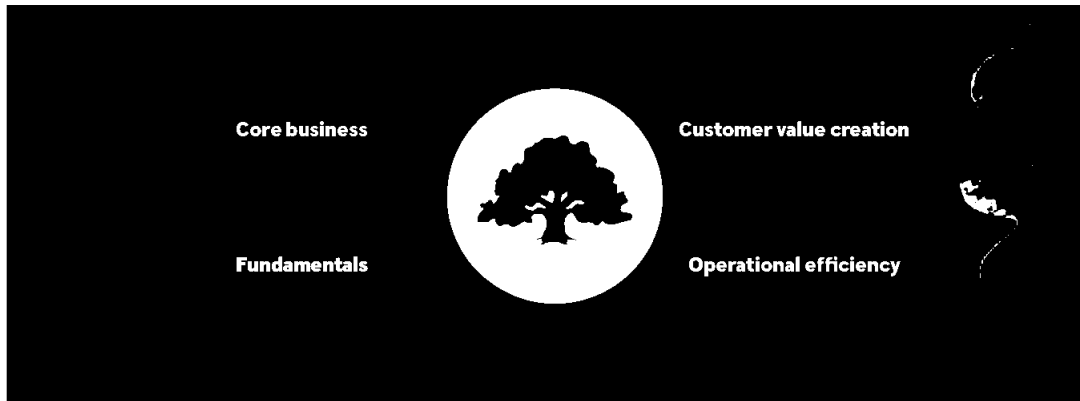 Core business
Customer value creation
Fundamentals
Operational efficiency